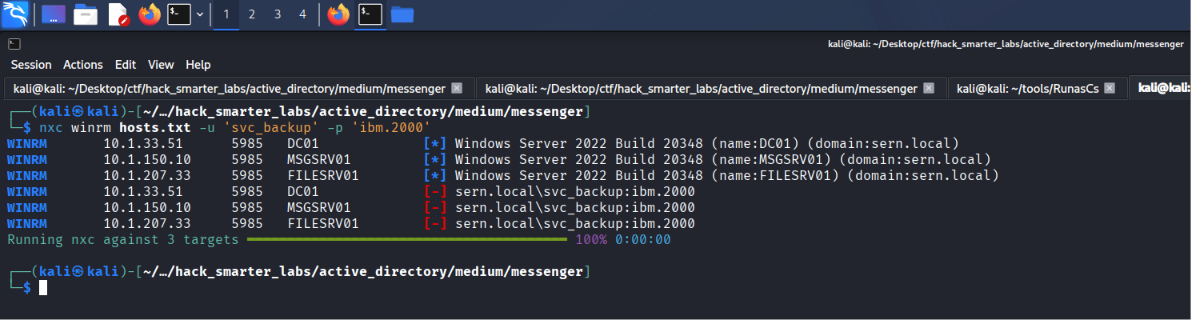 1 2 3 4
kali@kali: ~/Desktop/ctf/hack_smarter_labs/active_directory/medium/messenger
Session Actions Edit View Help
kali@kali: ~/Desktop/ctf/hack_smarter_labs/active_directory/medium/messenger kali@kali: ~/Desktop/ctf/hack_smarter_labs/active_directory/medium/messenger kali@kali: ~/tools/RunasCs kali@kali:
┌──(kali㉿kali)-[~/…/hack_smarter_labs/active_directory/medium/messenger]
└─$ nxc winrm hosts.txt -u 'svc_backup' -p 'ibm.2000'
WINRM 10.1.33.51 5985 DC01 [*] Windows Server 2022 Build 20348 (name:DC01) (domain:sern.local)
WINRM 10.1.150.10 5985 MSGSRV01 [*] Windows Server 2022 Build 20348 (name:MSGSRV01) (domain:sern.local)
WINRM 10.1.207.33 5985 FILESRV01 [*] Windows Server 2022 Build 20348 (name:FILESRV01) (domain:sern.local)
WINRM 10.1.33.51 5985 DC01 [-] sern.local\svc_backup:ibm.2000
WINRM 10.1.150.10 5985 MSGSRV01 [-] sern.local\svc_backup:ibm.2000
WINRM 10.1.207.33 5985 FILESRV01 [-] sern.local\svc_backup:ibm.2000
Running nxc against 3 targets 100% 0:00:00
┌──(kali㉿kali)-[~/…/hack_smarter_labs/active_directory/medium/messenger]
└─$